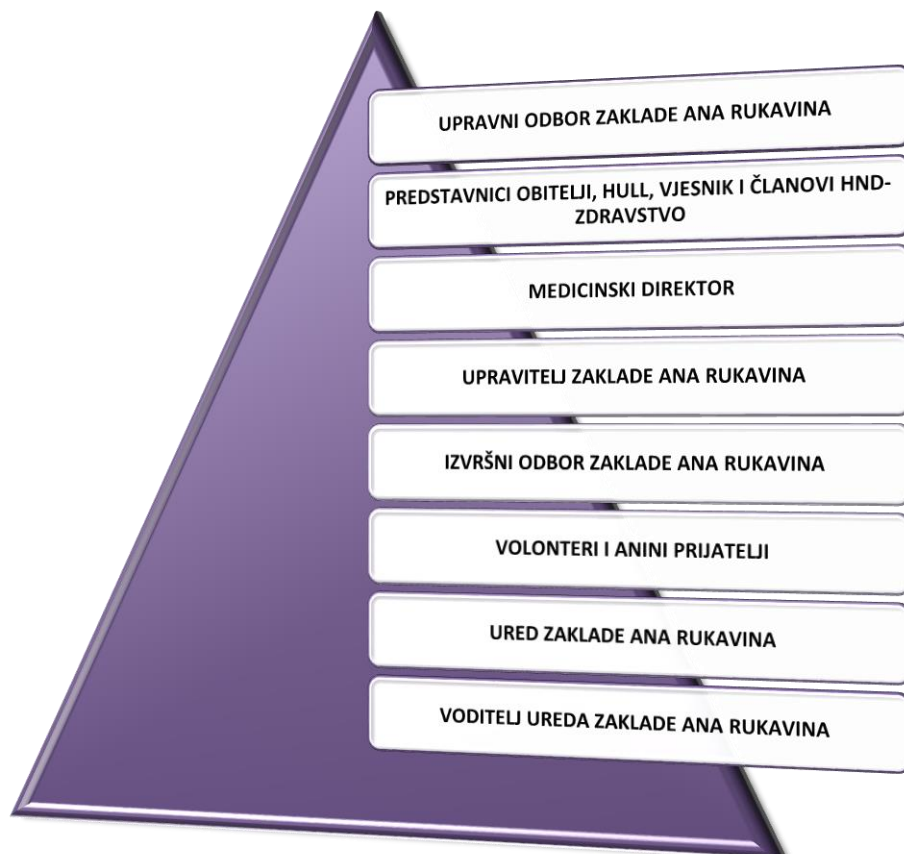 UPRAVNI ODBOR ZAKLADE ANA RUKAVINA
PREDSTAVNICI OBITELJI, HULL, VJESNIK I ČLANOVI HND-
ZDRAVSTVO
MEDICINSKI DIREKTOR
UPRAVITELJ ZAKLADE ANA RUKAVINA
IZVRŠNI ODBOR ZAKLADE ANA RUKAVINA
VOLONTERI I ANINI PRIJATELJI
URED ZAKLADE ANA RUKAVINA
VODITELJ UREDA ZAKLADE ANA RUKAVINA